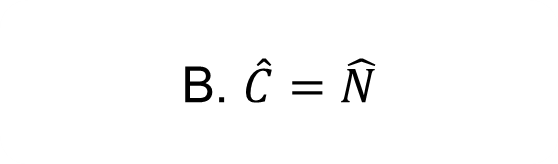 B. Ĉ = N̂